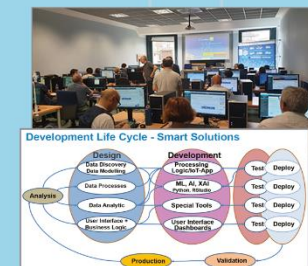 Development Life Cycle - Smart Solutions
Design
Development
Data Discovery
Data Modelling
Processing
Logic/IoT-App
Test
Deploy
Analysis
Data Processes
ML, AI, XAI
Python, RStudio
Test
Deploy
Data Analytic
Special Tools
Test
Deploy
User Interface +
Business Logic
User Interface
Dashboards
Test
Deploy
Production
Validation